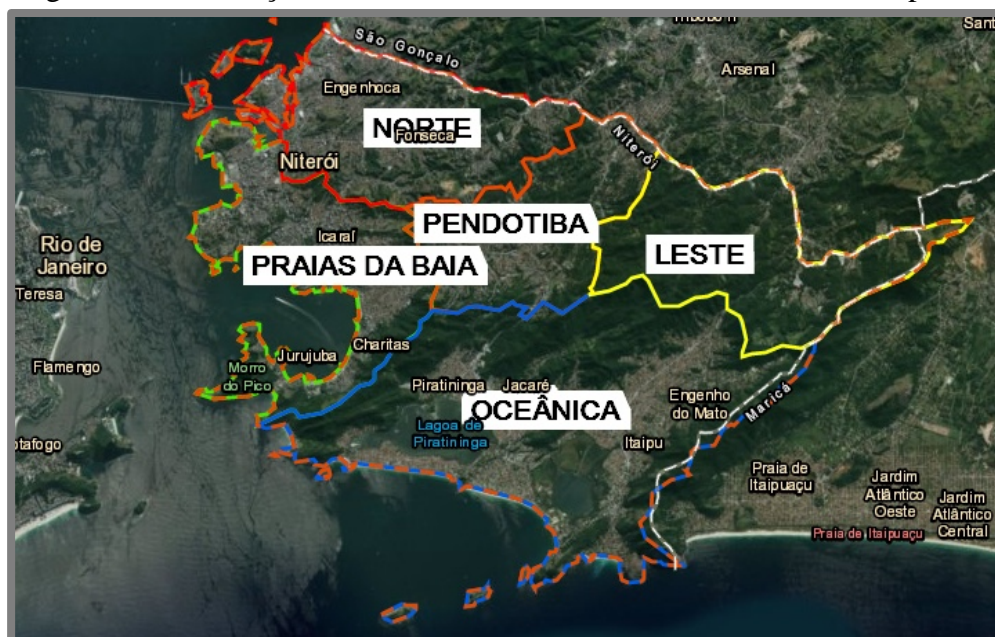 São Gonçalo
Arsenal
Engenhoca
NORTE
Fonseca
Niterói
Niterói
PENDOTIBA
Icaraí
Rio de
Janeiro
PRAIAS DA BAIA
LESTE
Teresa
Charitas
Jurujuba
Flamengo
Morro
do Pico
Piratininga
Jacaré
Engenho
do Mato
Maricá
OCEÂNICA
Lagoa de
Piratininga
Itaipu
Praia de
Itaipuaçu
Jardim
Atlântico
Oeste
Jardim
Atlântico
Central
Praia de Itaipuaçu